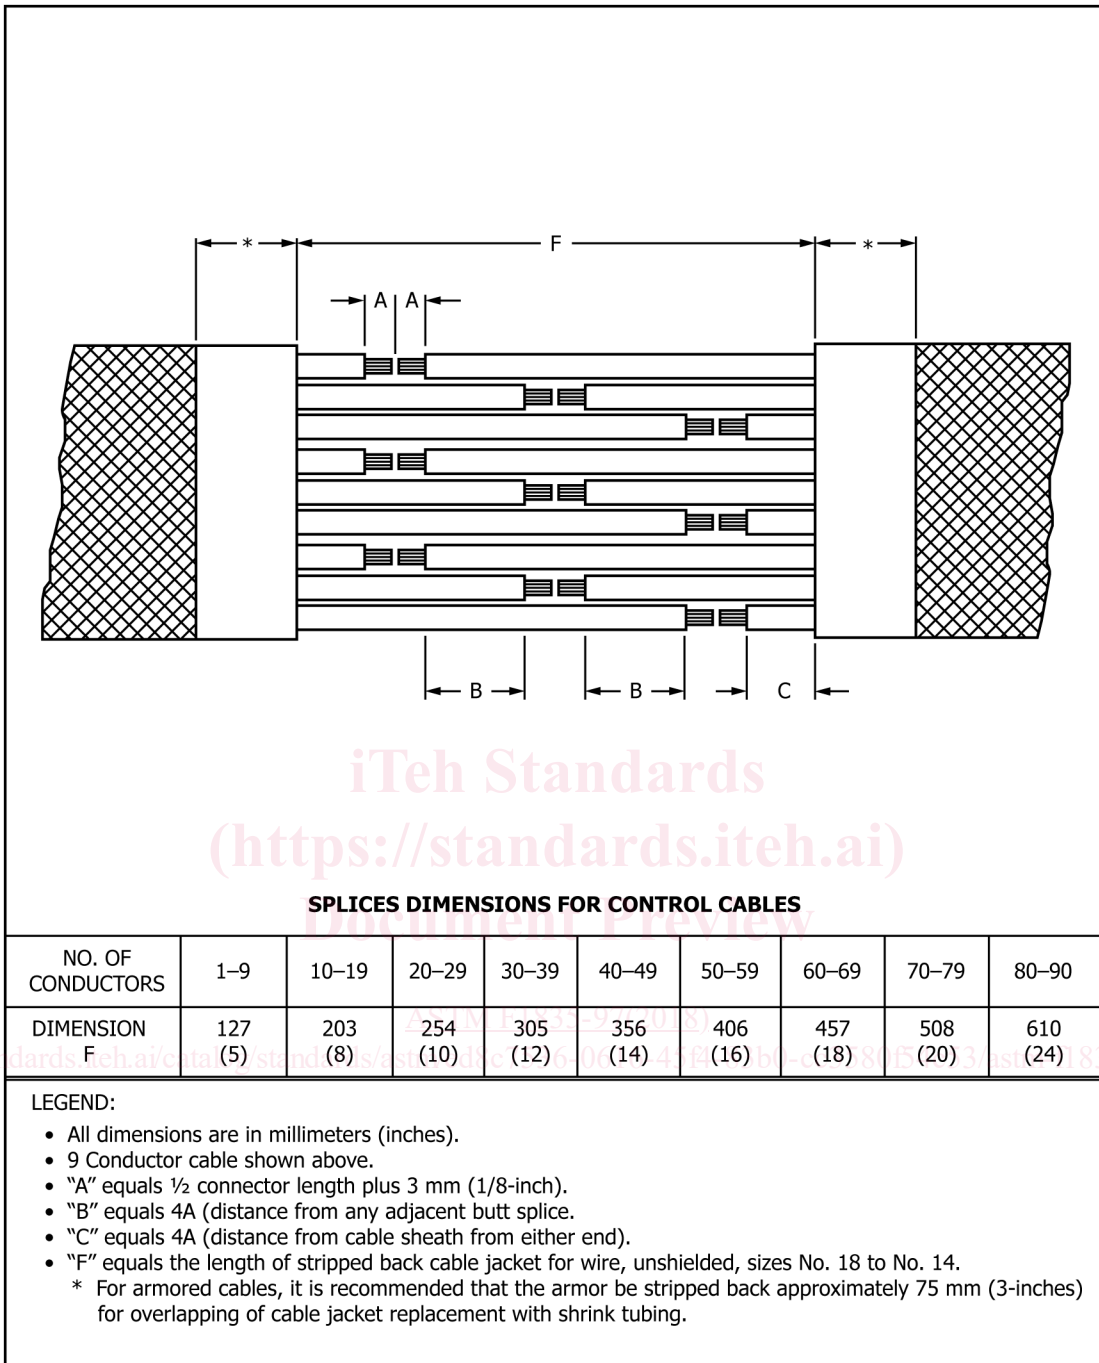 * F *
A A
B B C
iTeh Standards
(https://standards.iteh.ai)
Document Preview
SPLICES DIMENSIONS FOR CONTROL CABLES
NO. OF CONDUCTORS 1–9 10–19 20–29 30–39 40–49 50–59 60–69 70–79 80–90
ASTM F1835-97(2018)
DIMENSION F 127 (5) 203 (8) 254 (10) 305 (12) 356 (14) 406 (16) 457 (18) 508 (20) 610 (24)
LEGEND:
• All dimensions are in millimeters (inches).
• 9 Conductor cable shown above.
• “A” equals ½ connector length plus 3 mm (1/8-inch).
• “B” equals 4A (distance from any adjacent butt splice.
• “C” equals 4A (distance from cable sheath from either end).
• “F” equals the length of stripped back cable jacket for wire, unshielded, sizes No. 18 to No. 14.
* For armored cables, it is recommended that the armor be stripped back approximately 75 mm (3-inches)
for overlapping of cable jacket replacement with shrink tubing.